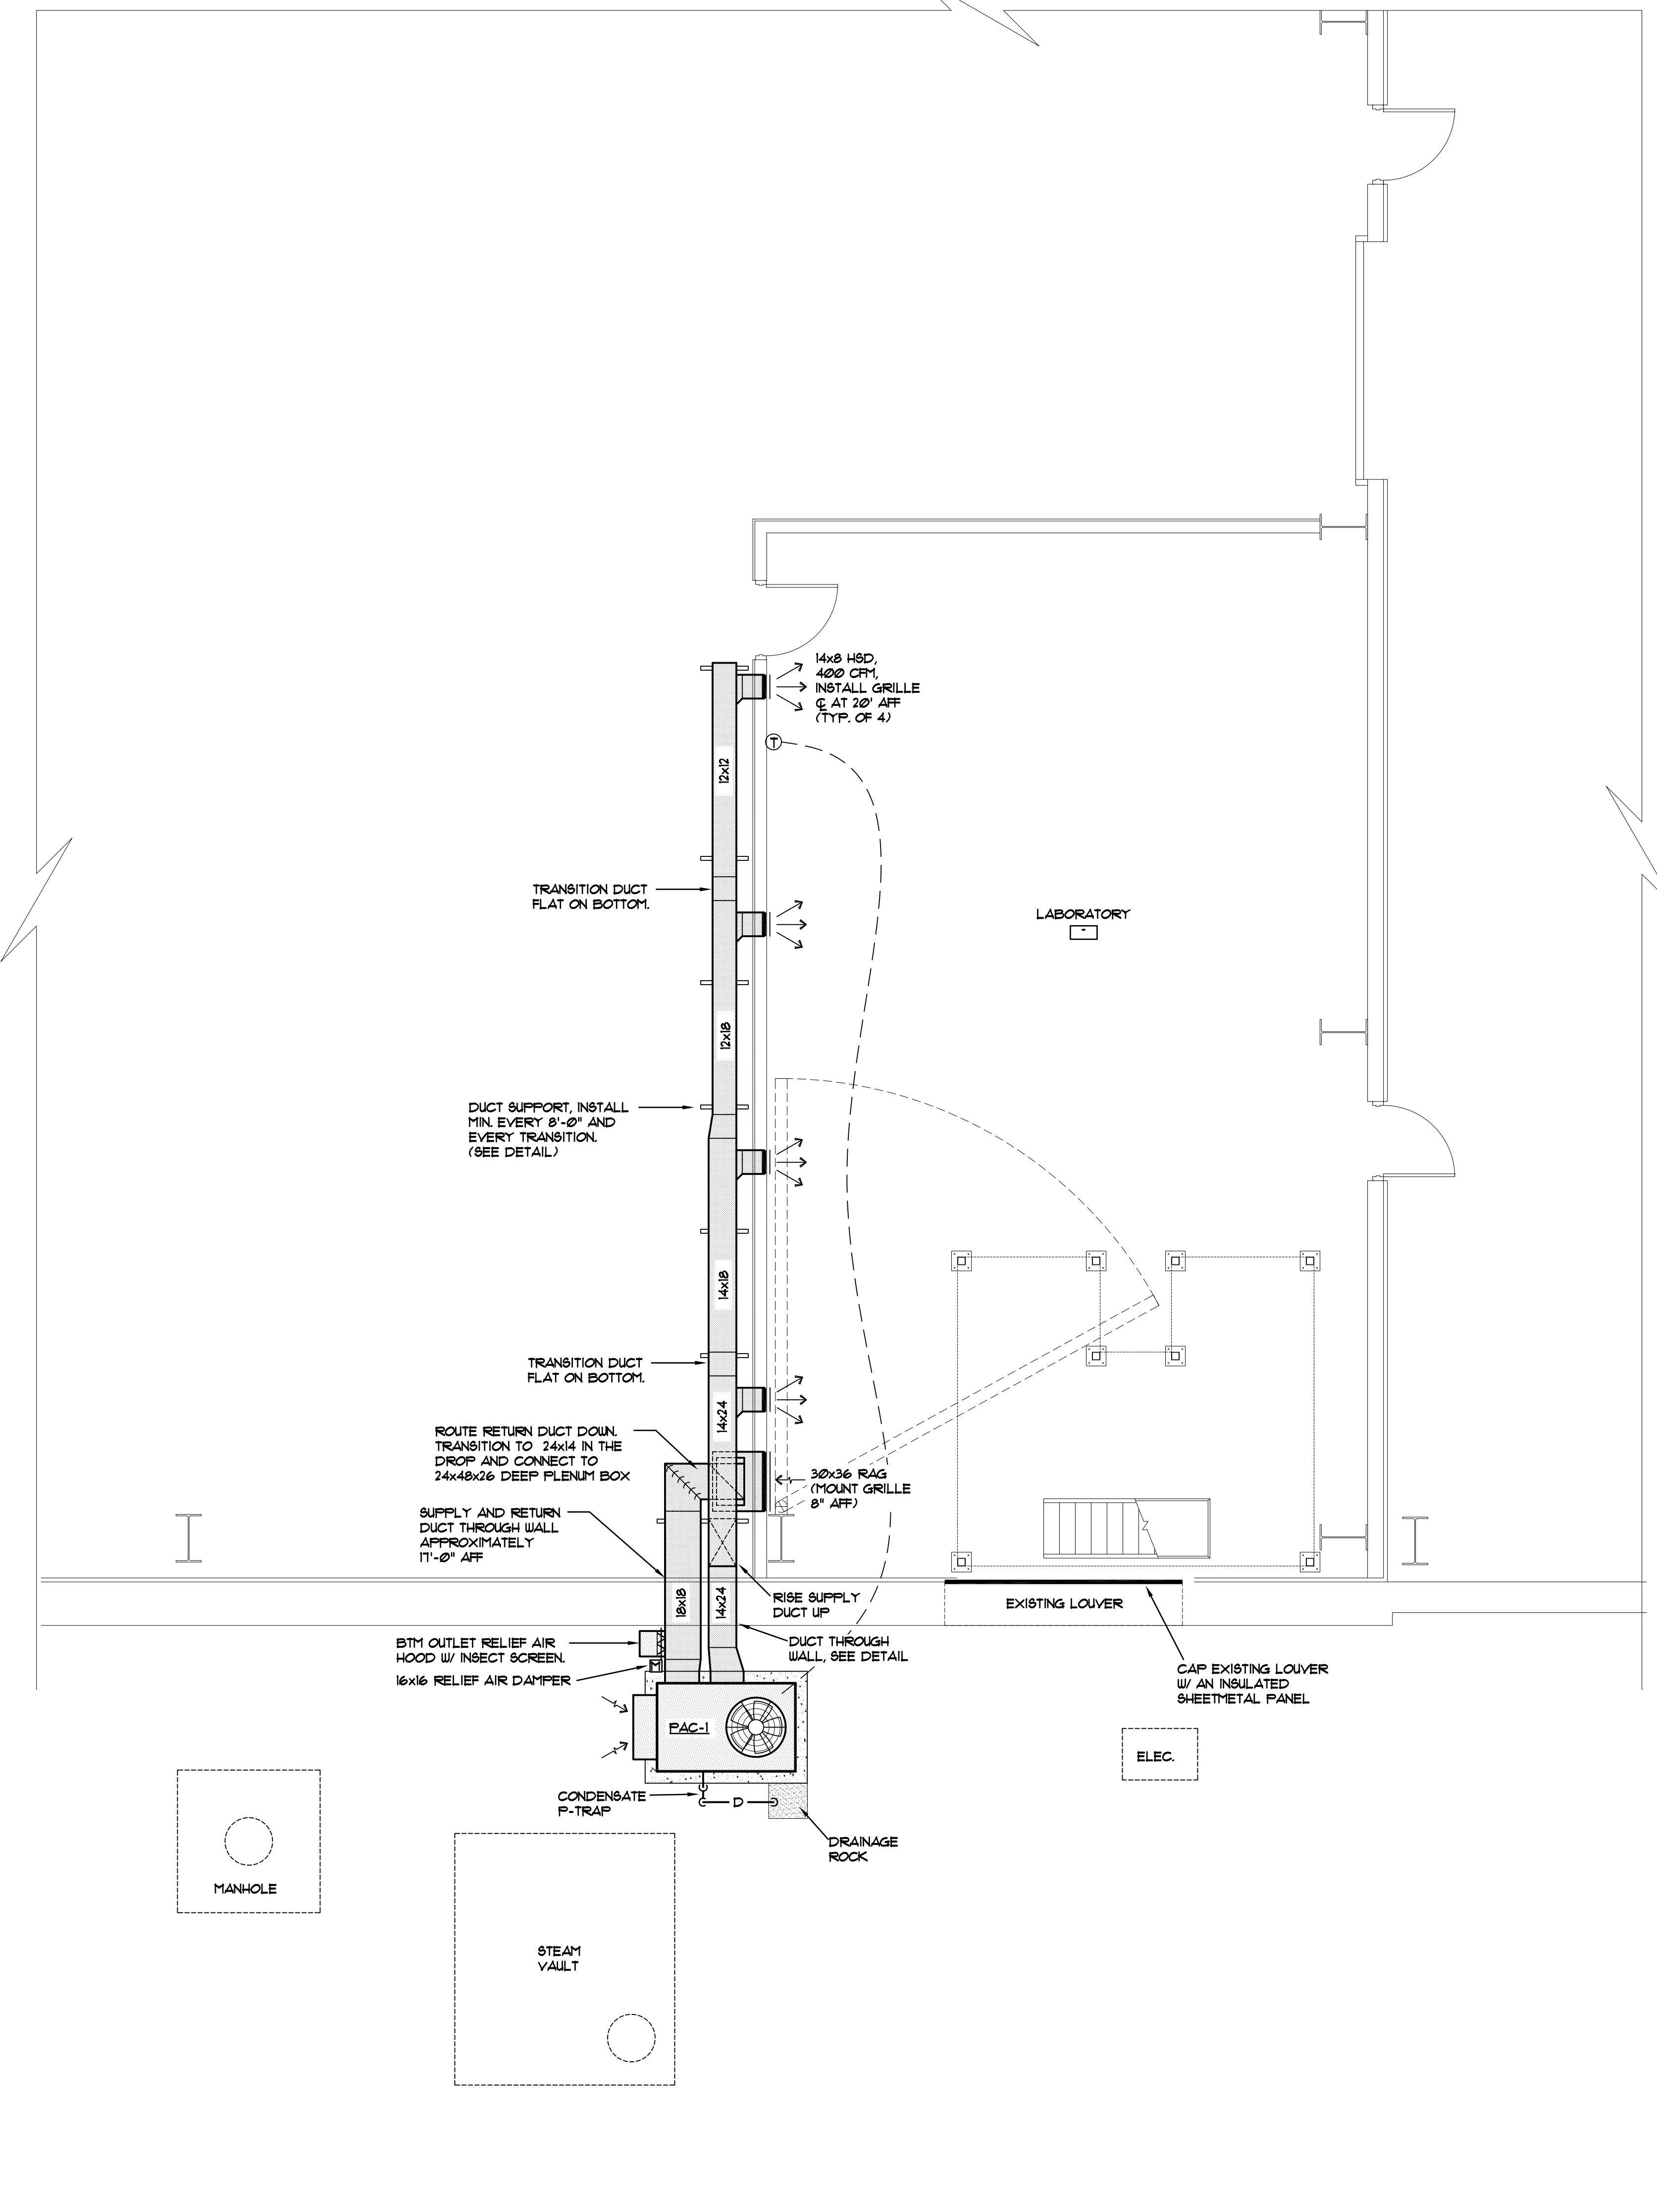 14x8 HSD,
400 CFM,
INSTALL GRILLE
℄ AT 20' AFF
(TYP. OF 4)
T
12x12
TRANSITION DUCT
FLAT ON BOTTOM.
LABORATORY
12x18
DUCT SUPPORT, INSTALL
MIN. EVERY 8'-0" AND
EVERY TRANSITION.
(SEE DETAIL)
14x18
TRANSITION DUCT
FLAT ON BOTTOM.
14x24
ROUTE RETURN DUCT DOWN.
TRANSITION TO 24x14 IN THE
DROP AND CONNECT TO
24x48x26 DEEP PLENUM BOX
30x36 RAG
(MOUNT GRILLE
8" AFF)
SUPPLY AND RETURN
DUCT THROUGH WALL
APPROXIMATELY
17'-0" AFF
18x18
14x24
RISE SUPPLY
DUCT UP
EXISTING LOUVER
BTM OUTLET RELIEF AIR
HOOD W/ INSECT SCREEN.
16x16 RELIEF AIR DAMPER
DUCT THROUGH
WALL, SEE DETAIL
CAP EXISTING LOUVER
W/ AN INSULATED
SHEETMETAL PANEL
PAC-1
ELEC.
CONDENSATE
P-TRAP
D
DRAINAGE
ROCK
MANHOLE
STEAM
VAULT